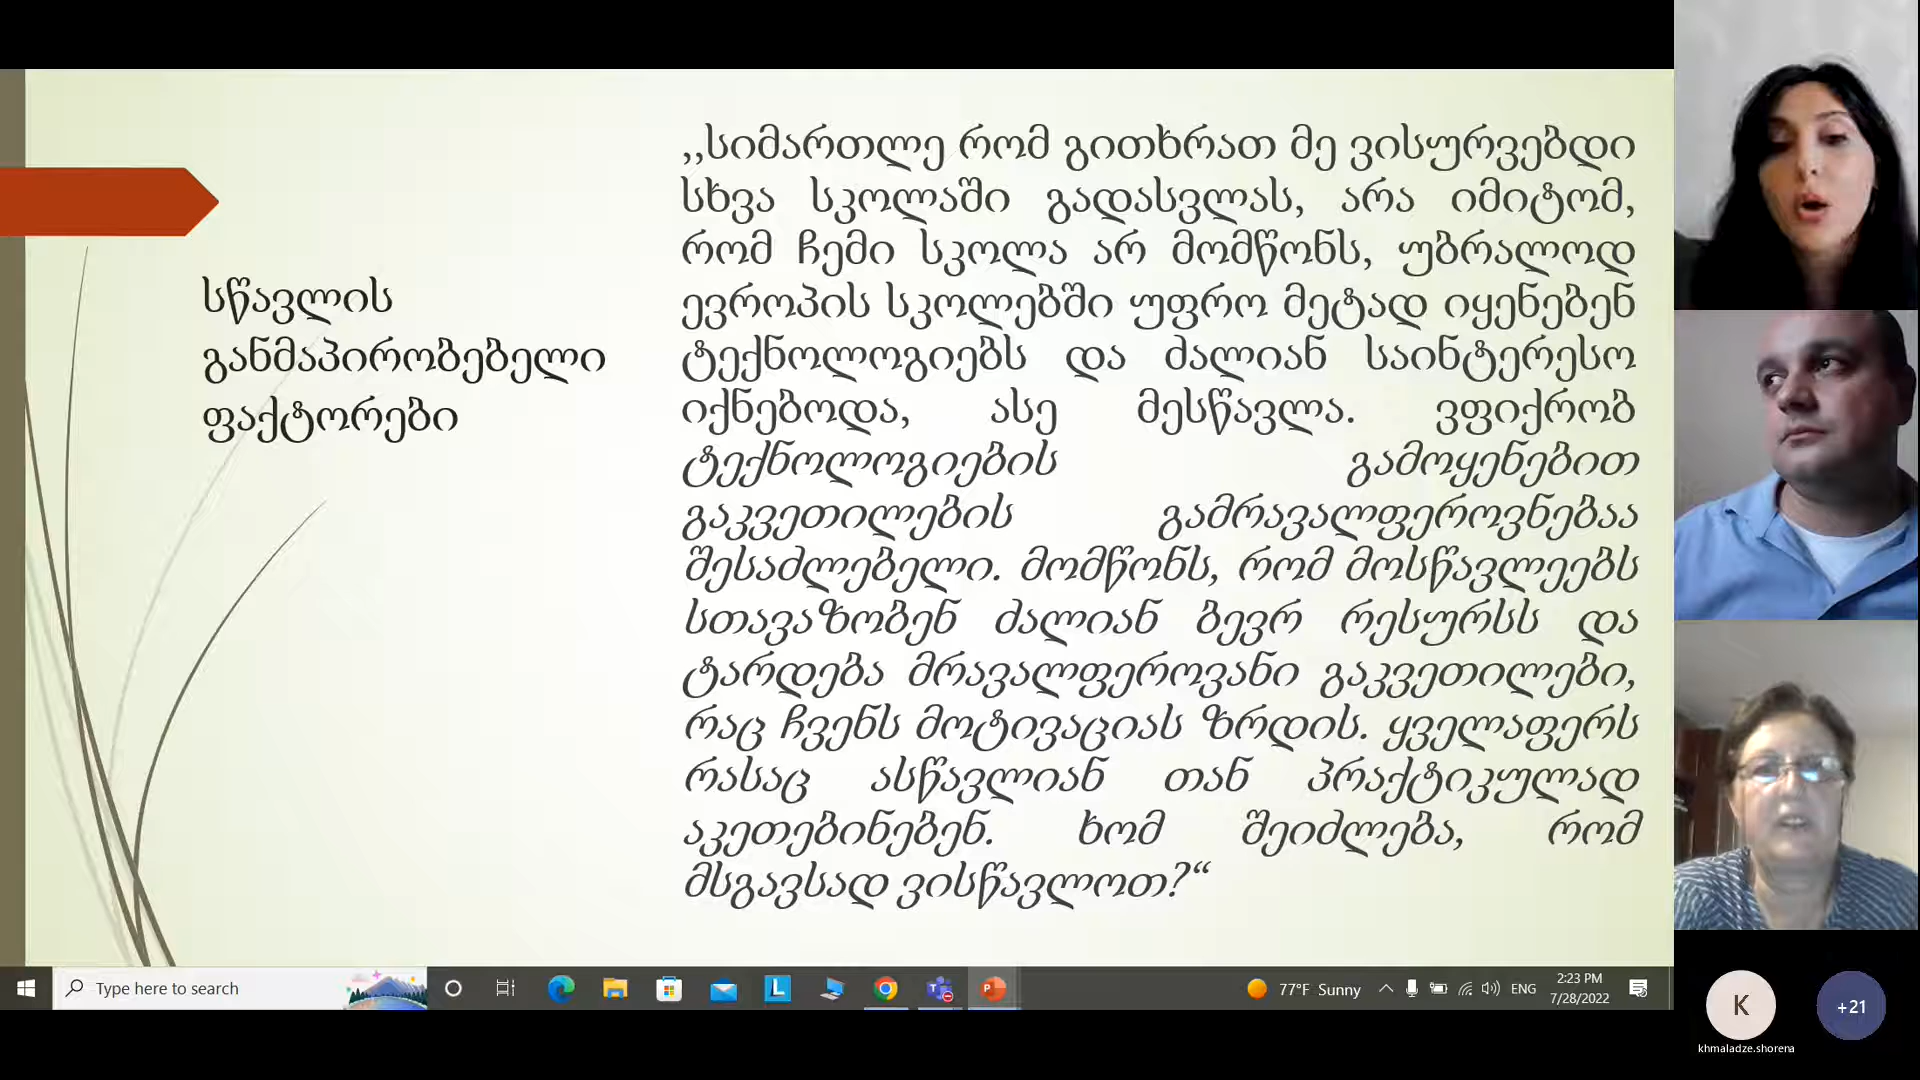 სწავლის
განმაპირობებელი
ფაქტორები
,,სიმართლე რომ გითხრათ მე ვისურვებდი
სხვა სკოლაში გადასვლას, არა იმიტომ,
რომ ჩემი სკოლა არ მომწონს, უბრალოდ
ევროპის სკოლებში უფრო მეტად იყენებენ
ტექნოლოგიებს და ძალიან საინტერესო
იქნებოდა, ასე მესწავლა. ვფიქრობ
ტექნოლოგიების გამოყენებით
გაკვეთილების გამრავალფეროვნებაა
შესაძლებელი. მომწონს, რომ მოსწავლეებს
სთავაზობენ ძალიან ბევრ რესურსს და
ტარდება მრავალფეროვანი გაკვეთილები,
რაც ჩვენს მოტივაციას ზრდის. ყველაფერს
რასაც ასწავლიან თან პრაქტიკულად
აკეთებინებენ. ხომ შეიძლება, რომ
მსგავსად ვისწავლოთ?“
Type here to search
L
P
77°F Sunny
ENG
2:23 PM
7/28/2022
K
+21
khmaladze.shorena